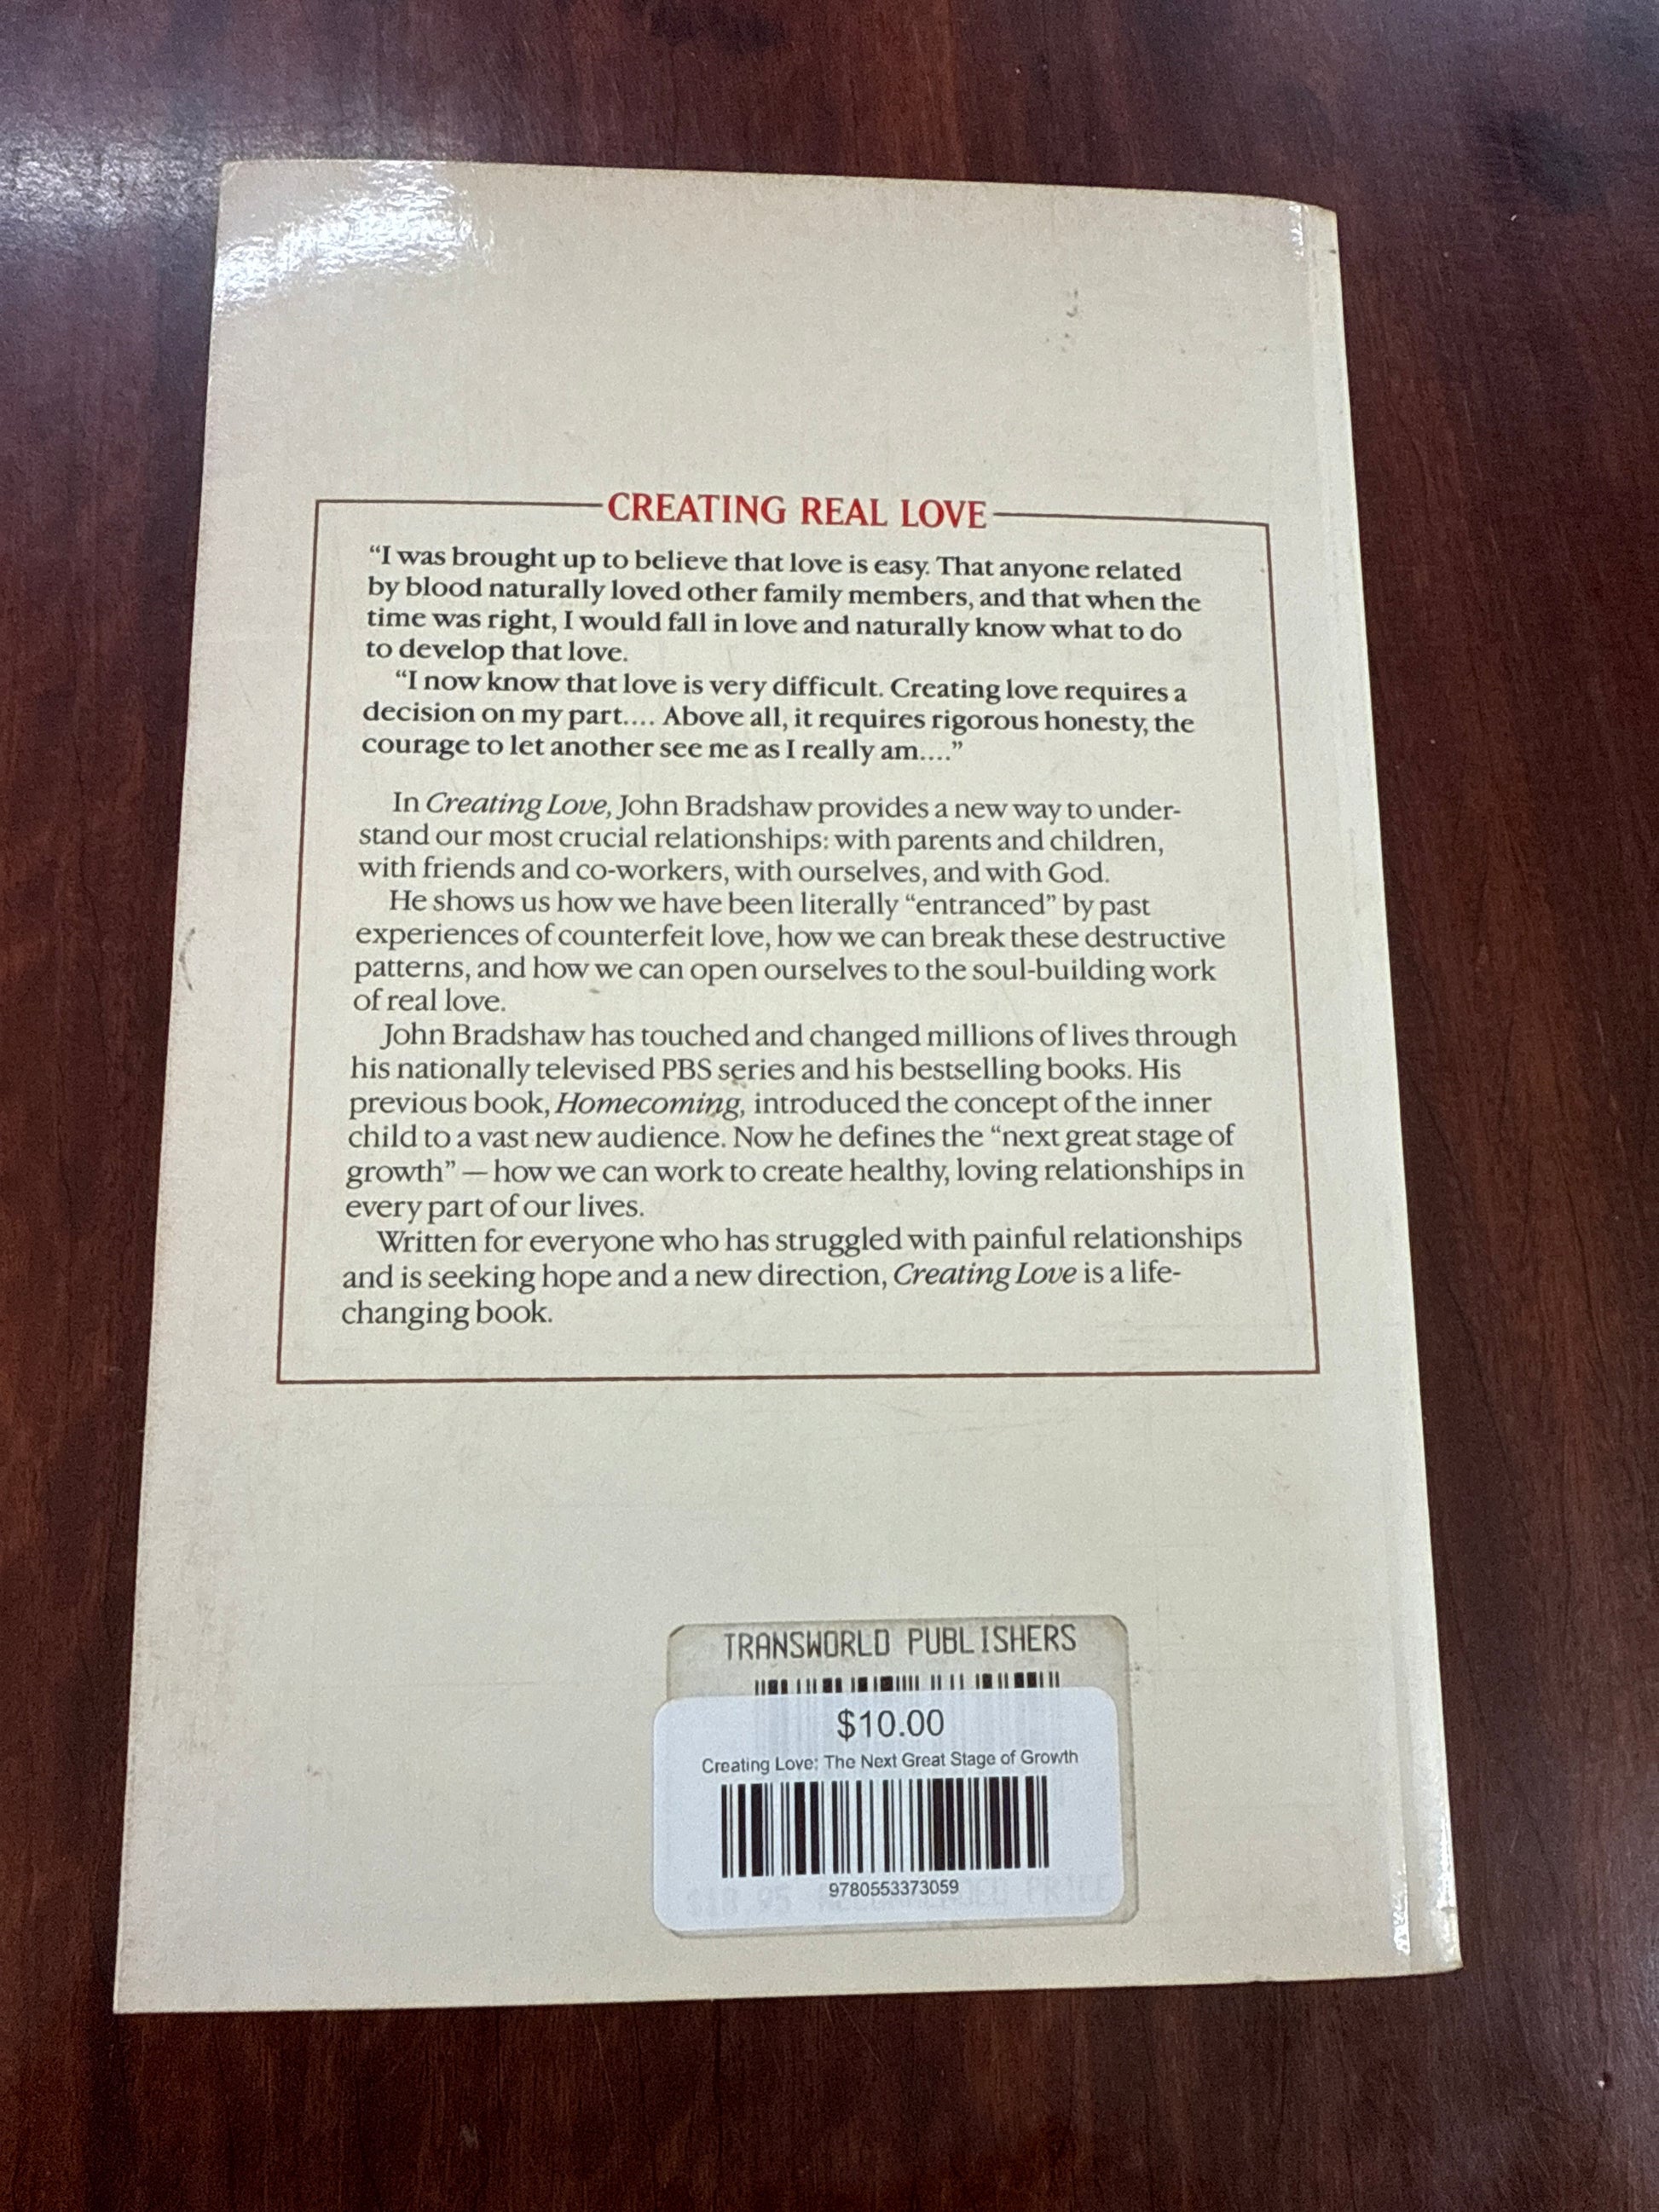 CREATING REAL LOVE
“I was brought up to believe that love is easy. That anyone related
by blood naturally loved other family members, and that when the
time was right, I would fall in love and naturally know what to do
to develop that love.
“I now know that love is very difficult. Creating love requires a
decision on my part.... Above all, it requires rigorous honesty, the
courage to let another see me as I really am....”
In Creating Love, John Bradshaw provides a new way to under-
stand our most crucial relationships: with parents and children,
with friends and co-workers, with ourselves, and with God.
He shows us how we have been literally “entranced” by past
experiences of counterfeit love, how we can break these destructive
patterns, and how we can open ourselves to the soul-building work
of real love.
John Bradshaw has touched and changed millions of lives through
his nationally televised PBS series and his bestselling books. His
previous book, Homecoming, introduced the concept of the inner
child to a vast new audience. Now he defines the “next great stage of
growth” — how we can work to create healthy, loving relationships in
every part of our lives.
Written for everyone who has struggled with painful relationships
and is seeking hope and a new direction, Creating Love is a life-
changing book.
TRANSWORLD PUBLISHERS
$10.00
Creating Love: The Next Great Stage of Growth
9780553373059
PRICE